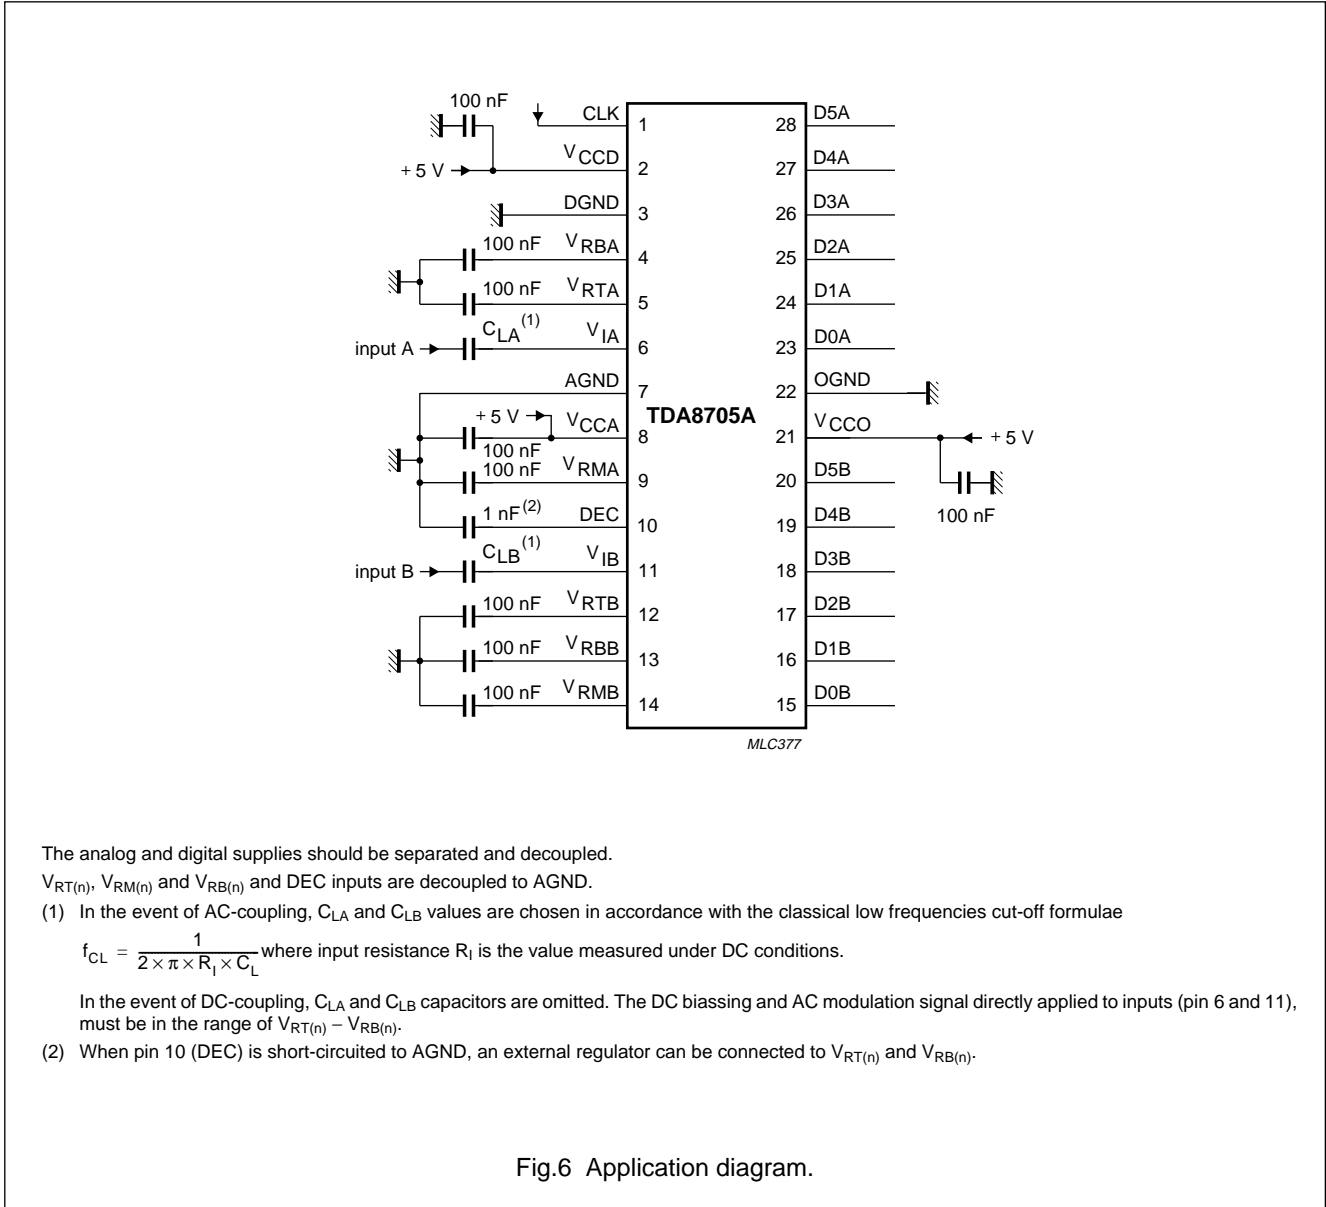 100 nF
CLK
1
28
D5A
+ 5 V
VCCD
2
27
D4A
DGND
3
26
D3A
100 nF
VRBA
4
25
D2A
100 nF
VRTA
5
24
D1A
input A
CLA(1)
VIA
6
23
D0A
AGND
7
22
OGND
TDA8705A
+ 5 V
VCCA
8
21
VCCO
+ 5 V
100 nF
100 nF
VRMA
9
20
D5B
100 nF
1 nF(2)
DEC
10
19
D4B
input B
CLB(1)
VIB
11
18
D3B
100 nF
VRTB
12
17
D2B
100 nF
VRBB
13
16
D1B
100 nF
VRMB
14
15
D0B
MLC377
The analog and digital supplies should be separated and decoupled.
VRT(n), VRM(n) and VRB(n) and DEC inputs are decoupled to AGND.
(1) In the event of AC-coupling, CLA and CLB values are chosen in accordance with the classical low frequencies cut-off formulae
fCL = 1 / (2 × π × RI × CL) where input resistance RI is the value measured under DC conditions.
In the event of DC-coupling, CLA and CLB capacitors are omitted. The DC biassing and AC modulation signal directly applied to inputs (pin 6 and 11),
must be in the range of VRT(n) − VRB(n).
(2) When pin 10 (DEC) is short-circuited to AGND, an external regulator can be connected to VRT(n) and VRB(n).
Fig.6 Application diagram.